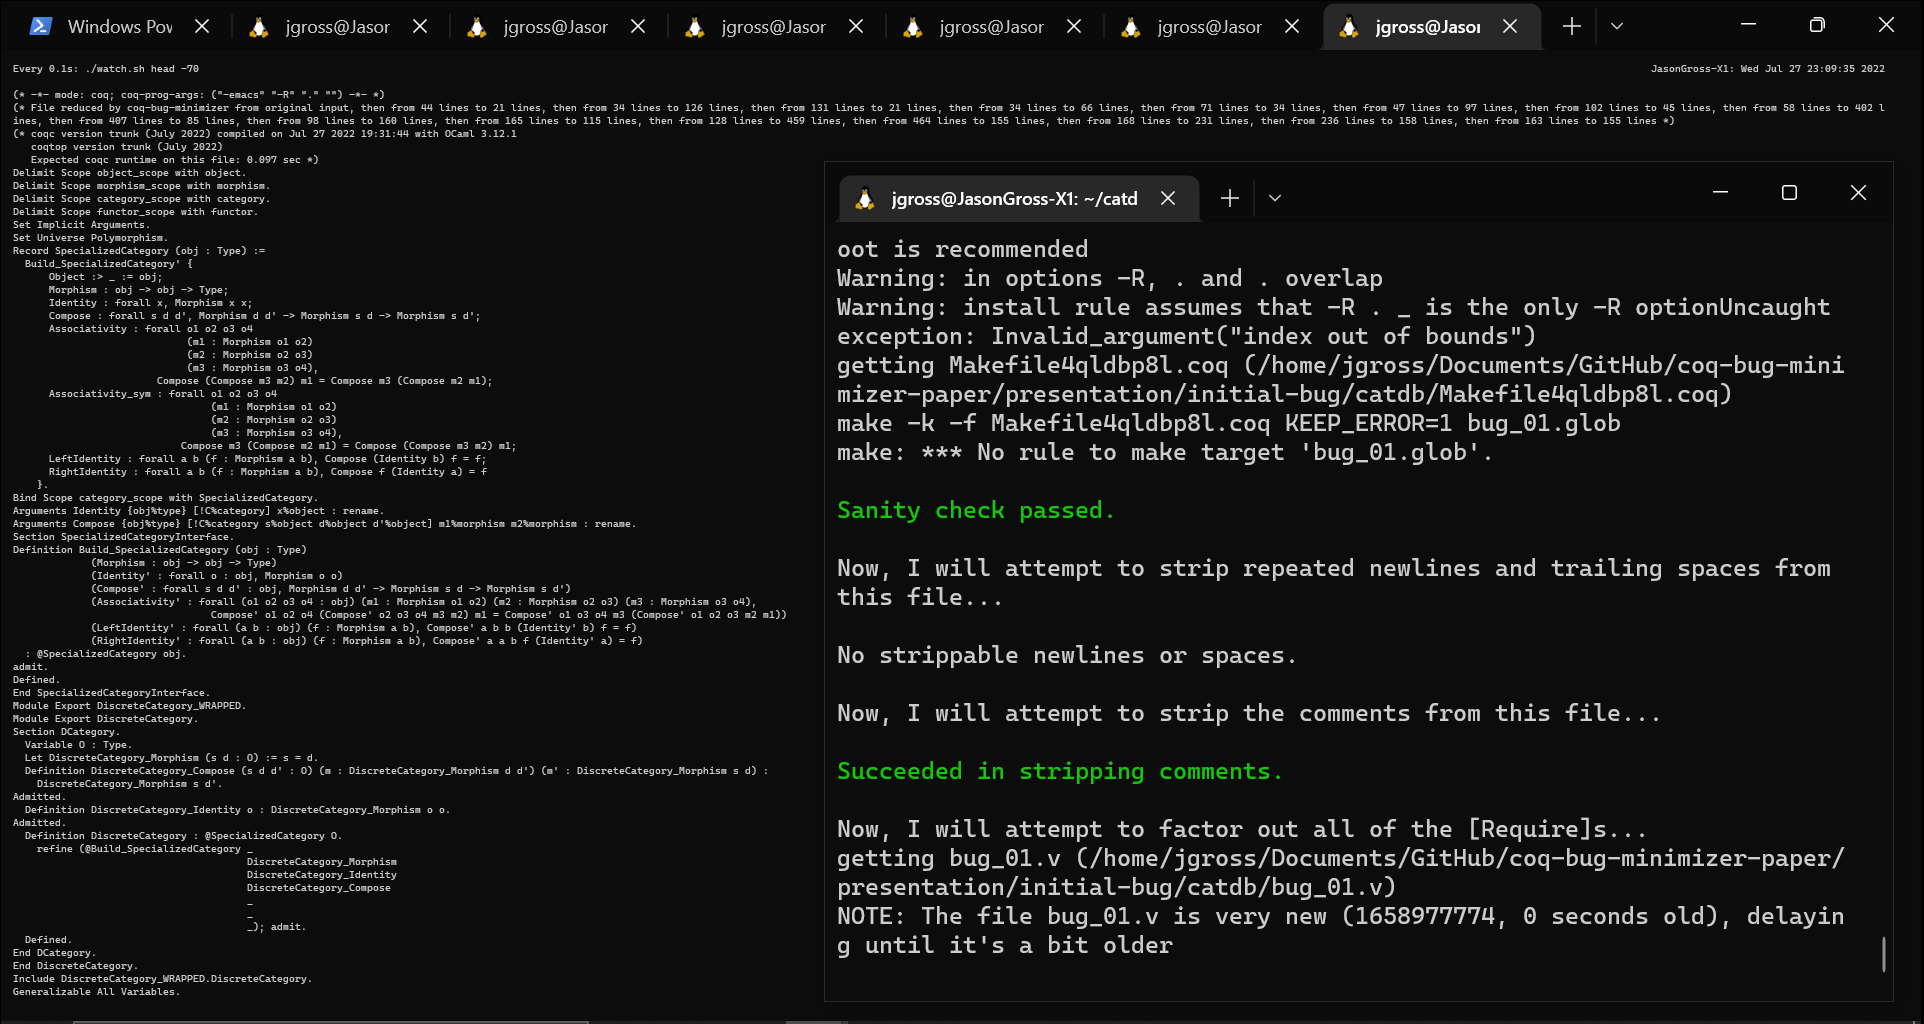 Windows Pow
jgross@Jasor
jgross@Jasor
jgross@Jasor
jgross@Jasor
jgross@Jasor
jgross@Jasor
Every 0.1s: ./watch.sh head -70
JasonGross-X1: Wed Jul 27 23:09:35 2022
(* -*- mode: coq; coq-prog-args: ("-emacs" "-R" "." "") -*- *)
(* File reduced by coq-bug-minimizer from original input, then from 44 lines to 21 lines, then from 34 lines to 126 lines, then from 131 lines to 21 lines, then from 34 lines to 66 lines, then from 71 lines to 34 lines, then from 47 lines to 97 lines, then from 102 lines to 45 lines, then from 58 lines to 402 l
ines, then from 407 lines to 85 lines, then from 98 lines to 160 lines, then from 165 lines to 115 lines, then from 128 lines to 459 lines, then from 464 lines to 155 lines, then from 168 lines to 231 lines, then from 236 lines to 158 lines, then from 163 lines to 155 lines *)
(* coqc version trunk (July 2022) compiled on Jul 27 2022 19:31:44 with OCaml 3.12.1
   coqtop version trunk (July 2022)
   Expected coqc runtime on this file: 0.097 sec *)
Delimit Scope object_scope with object.
Delimit Scope morphism_scope with morphism.
Delimit Scope category_scope with category.
Delimit Scope functor_scope with functor.
Set Implicit Arguments.
Set Universe Polymorphism.
Record SpecializedCategory (obj : Type) :=
  Build_SpecializedCategory' {
      Object :> _ := obj;
      Morphism : obj -> obj -> Type;
      Identity : forall x, Morphism x x;
      Compose : forall s d d', Morphism d d' -> Morphism s d -> Morphism s d';
      Associativity : forall o1 o2 o3 o4
                             (m1 : Morphism o1 o2)
                             (m2 : Morphism o2 o3)
                             (m3 : Morphism o3 o4),
                        Compose (Compose m3 m2) m1 = Compose m3 (Compose m2 m1);
      Associativity_sym : forall o1 o2 o3 o4
                                 (m1 : Morphism o1 o2)
                                 (m2 : Morphism o2 o3)
                                 (m3 : Morphism o3 o4),
                            Compose m3 (Compose m2 m1) = Compose (Compose m3 m2) m1;
      LeftIdentity : forall a b (f : Morphism a b), Compose (Identity b) f = f;
      RightIdentity : forall a b (f : Morphism a b), Compose f (Identity a) = f
    }.
Bind Scope category_scope with SpecializedCategory.
Arguments Identity {obj%type} [!C%category] x%object : rename.
Arguments Compose {obj%type} [!C%category s%object d%object d'%object] m1%morphism m2%morphism : rename.
Section SpecializedCategoryInterface.
Definition Build_SpecializedCategory (obj : Type)
             (Morphism : obj -> obj -> Type)
             (Identity' : forall o : obj, Morphism o o)
             (Compose' : forall s d d' : obj, Morphism d d' -> Morphism s d -> Morphism s d')
             (Associativity' : forall (o1 o2 o3 o4 : obj) (m1 : Morphism o1 o2) (m2 : Morphism o2 o3) (m3 : Morphism o3 o4),
                                 Compose' o1 o2 o4 (Compose' o2 o3 o4 m3 m2) m1 = Compose' o1 o3 o4 m3 (Compose' o1 o2 o3 m2 m1))
             (LeftIdentity' : forall (a b : obj) (f : Morphism a b), Compose' a b b (Identity' b) f = f)
             (RightIdentity' : forall (a b : obj) (f : Morphism a b), Compose' a a b f (Identity' a) = f)
  : @SpecializedCategory obj.
admit.
Defined.
End SpecializedCategoryInterface.
Module Export DiscreteCategory_WRAPPED.
Module Export DiscreteCategory.
Section DCategory.
  Variable O : Type.
  Let DiscreteCategory_Morphism (s d : O) := s = d.
  Definition DiscreteCategory_Compose (s d d' : O) (m : DiscreteCategory_Morphism d d') (m' : DiscreteCategory_Morphism s d) :
    DiscreteCategory_Morphism s d'.
Admitted.
  Definition DiscreteCategory_Identity o : DiscreteCategory_Morphism o o.
Admitted.
  Definition DiscreteCategory : @SpecializedCategory O.
    refine (@Build_SpecializedCategory _
                                       DiscreteCategory_Morphism
                                       DiscreteCategory_Identity
                                       DiscreteCategory_Compose
                                       _
                                       _
                                       _); admit.
  Defined.
End DCategory.
End DiscreteCategory.
Include DiscreteCategory_WRAPPED.DiscreteCategory.
Generalizable All Variables.
jgross@JasonGross-X1: ~/catd
oot is recommended
Warning: in options -R, . and . overlap
Warning: install rule assumes that -R . _ is the only -R optionUncaught
exception: Invalid_argument("index out of bounds")
getting Makefile4qldbp8l.coq (/home/jgross/Documents/GitHub/coq-bug-mini
mizer-paper/presentation/initial-bug/catdb/Makefile4qldbp8l.coq)
make -k -f Makefile4qldbp8l.coq KEEP_ERROR=1 bug_01.glob
make: *** No rule to make target 'bug_01.glob'.
Sanity check passed.
Now, I will attempt to strip repeated newlines and trailing spaces from
this file...
No strippable newlines or spaces.
Now, I will attempt to strip the comments from this file...
Succeeded in stripping comments.
Now, I will attempt to factor out all of the [Require]s...
getting bug_01.v (/home/jgross/Documents/GitHub/coq-bug-minimizer-paper/
presentation/initial-bug/catdb/bug_01.v)
NOTE: The file bug_01.v is very new (1658977774, 0 seconds old), delayin
g until it's a bit older